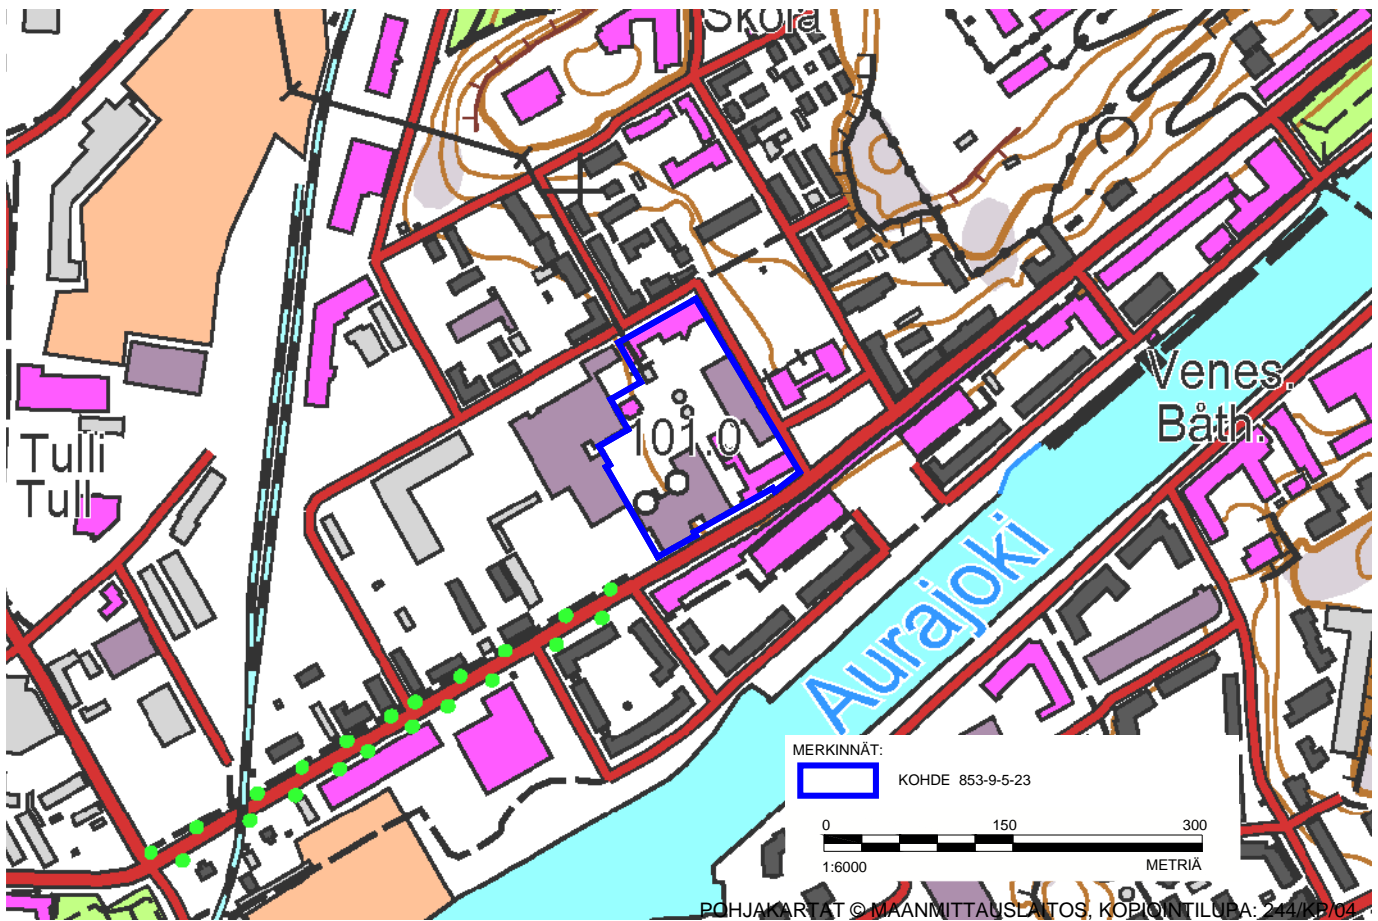 Skola
Tulli
Tull
101.0
Venes.
Båth.
Aurajoki
MERKINNÄT:
KOHDE 853-9-5-23
0 150 300
1:6000 METRIÄ
POHJAKARTAT © MAANMITTAUSLAITOS, KOPIOINTILUPA: 244/KP/04